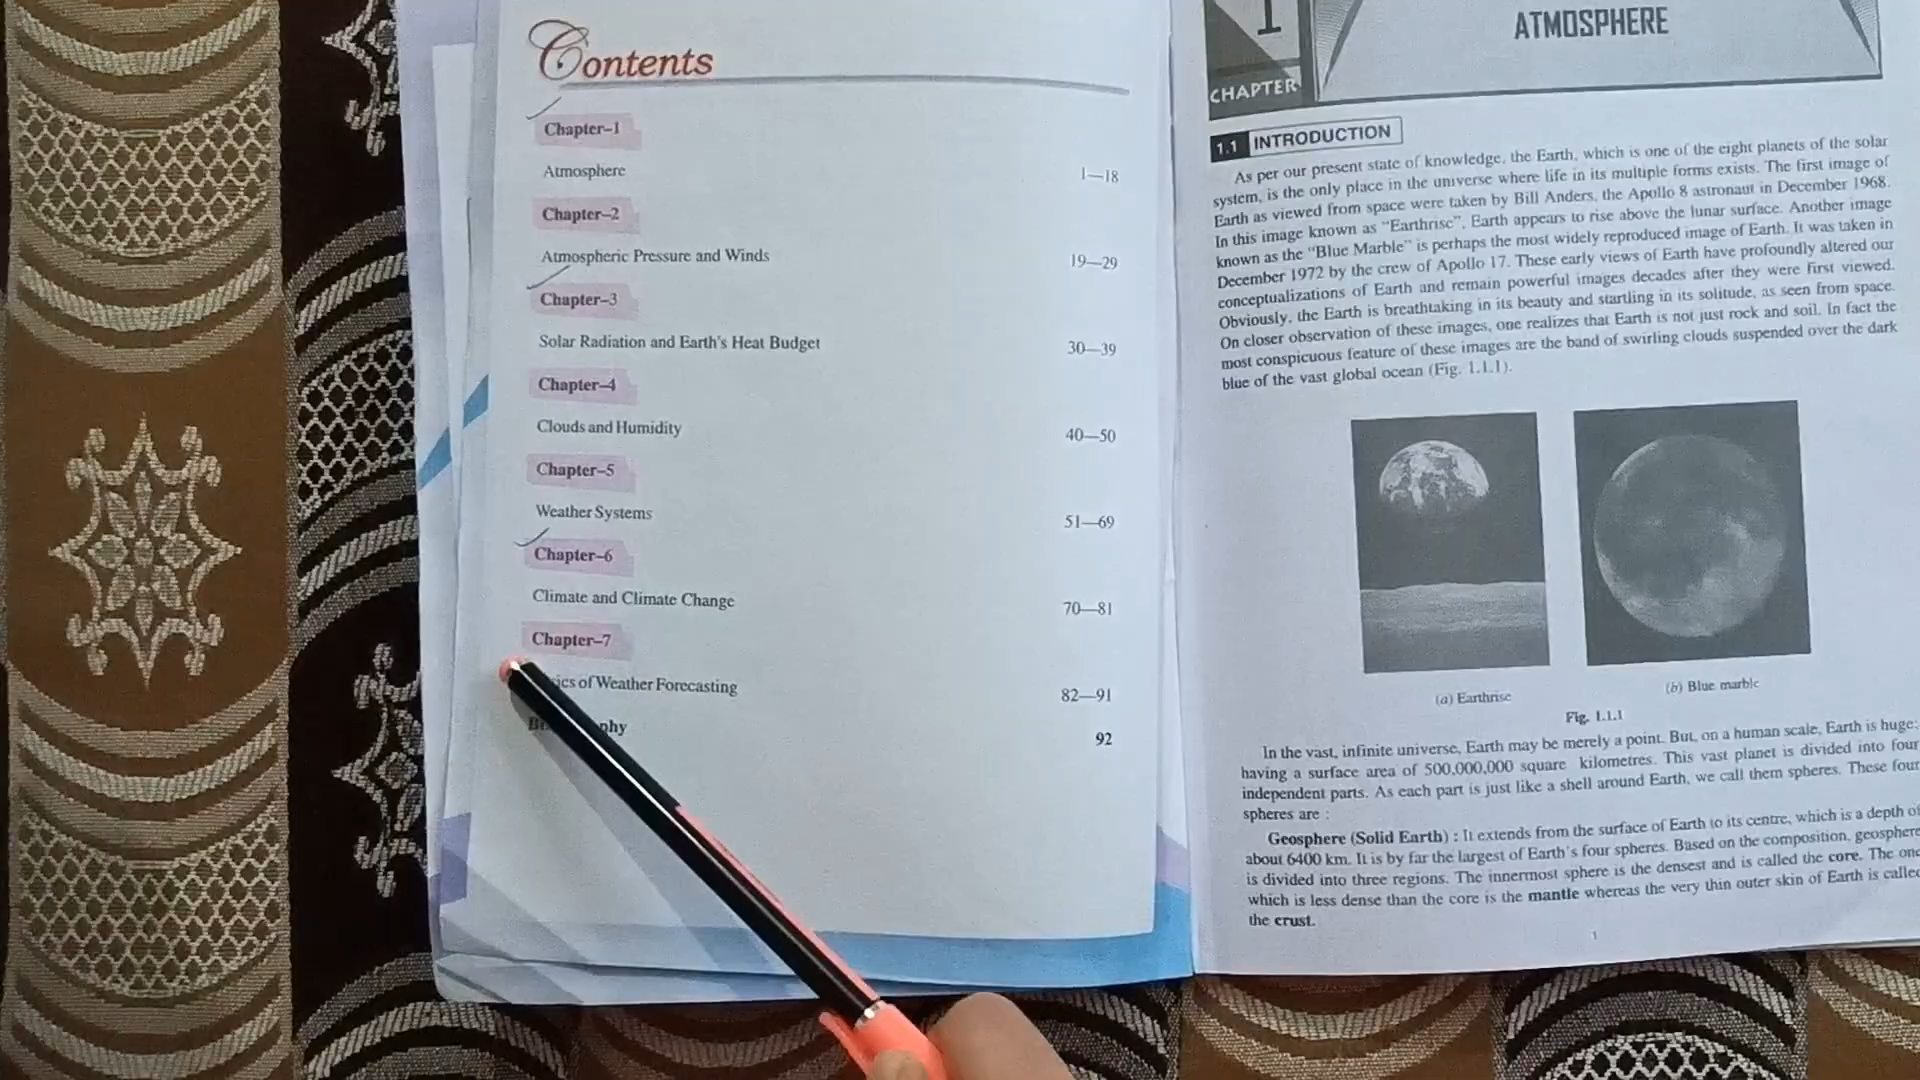 Contents
Chapter–1
Atmosphere 1—18
Chapter–2
Atmospheric Pressure and Winds 19—29
Chapter–3
Solar Radiation and Earth's Heat Budget 30—39
Chapter–4
Clouds and Humidity 40—50
Chapter–5
Weather Systems 51—69
Chapter–6
Climate and Climate Change 70—81
Chapter–7
of Weather Forecasting 82—91
92
1
CHAPTER
ATMOSPHERE
1.1 INTRODUCTION
As per our present state of knowledge, the Earth, which is one of the eight planets of the solar
system, is the only place in the universe where life in its multiple forms exists. The first image of
Earth as viewed from space were taken by Bill Anders, the Apollo 8 astronaut in December 1968.
In this image known as “Earthrise”, Earth appears to rise above the lunar surface. Another image
known as the “Blue Marble” is perhaps the most widely reproduced image of Earth. It was taken in
December 1972 by the crew of Apollo 17. These early views of Earth have profoundly altered our
conceptualizations of Earth and remain powerful images decades after they were first viewed.
Obviously, the Earth is breathtaking in its beauty and startling in its solitude, as seen from space.
On closer observation of these images, one realizes that Earth is not just rock and soil. In fact the
most conspicuous feature of these images are the band of swirling clouds suspended over the dark
blue of the vast global ocean (Fig. 1.1.1).
(a) Earthrise (b) Blue marble
Fig. 1.1.1
In the vast, infinite universe, Earth may be merely a point. But, on a human scale, Earth is huge;
having a surface area of 500,000,000 square kilometres. This vast planet is divided into four
independent parts. As each part is just like a shell around Earth, we call them spheres. These four
spheres are :
Geosphere (Solid Earth) : It extends from the surface of Earth to its centre, which is a depth of
about 6400 km. It is by far the largest of Earth's four spheres. Based on the composition, geosphere
is divided into three regions. The innermost sphere is the densest and is called the core. The one
which is less dense than the core is the mantle whereas the very thin outer skin of Earth is called
the crust.
1